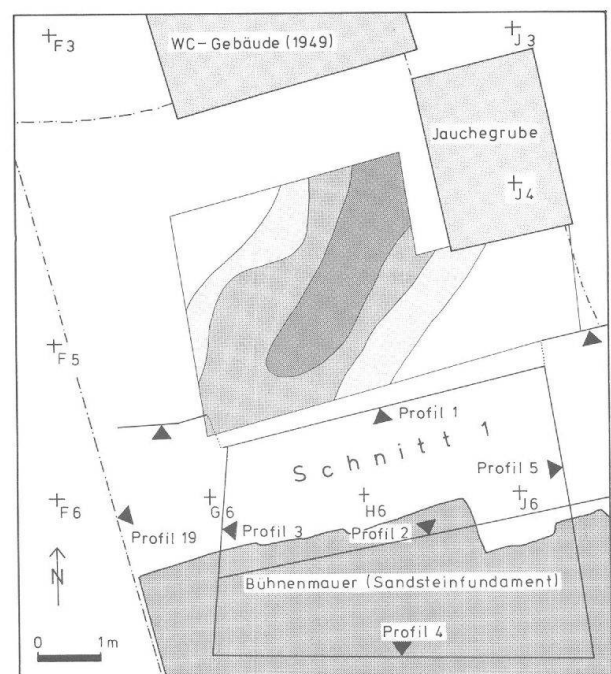 F3
WC-Gebäude (1949)
J3
Jauchegrube
J4
F5
Profil 1
Schnitt 1
Profil 5
F6
G6
H6
J6
Profil 19
Profil 3
Profil 2
N
Bühnenmauer (Sandsteinfundament)
Profil 4
0 1m